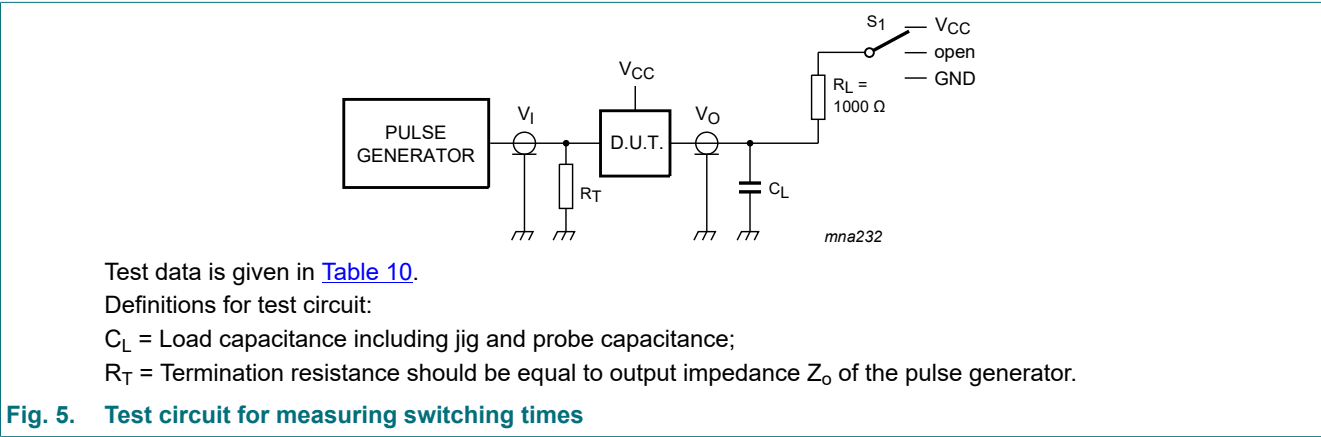 S1
VCC
open
GND
RL =
1000 Ω
VCC
VI
VO
PULSE
GENERATOR
D.U.T.
RT
CL
mna232
Test data is given in Table 10.
Definitions for test circuit:
CL = Load capacitance including jig and probe capacitance;
RT = Termination resistance should be equal to output impedance Zo of the pulse generator.
Fig. 5. Test circuit for measuring switching times